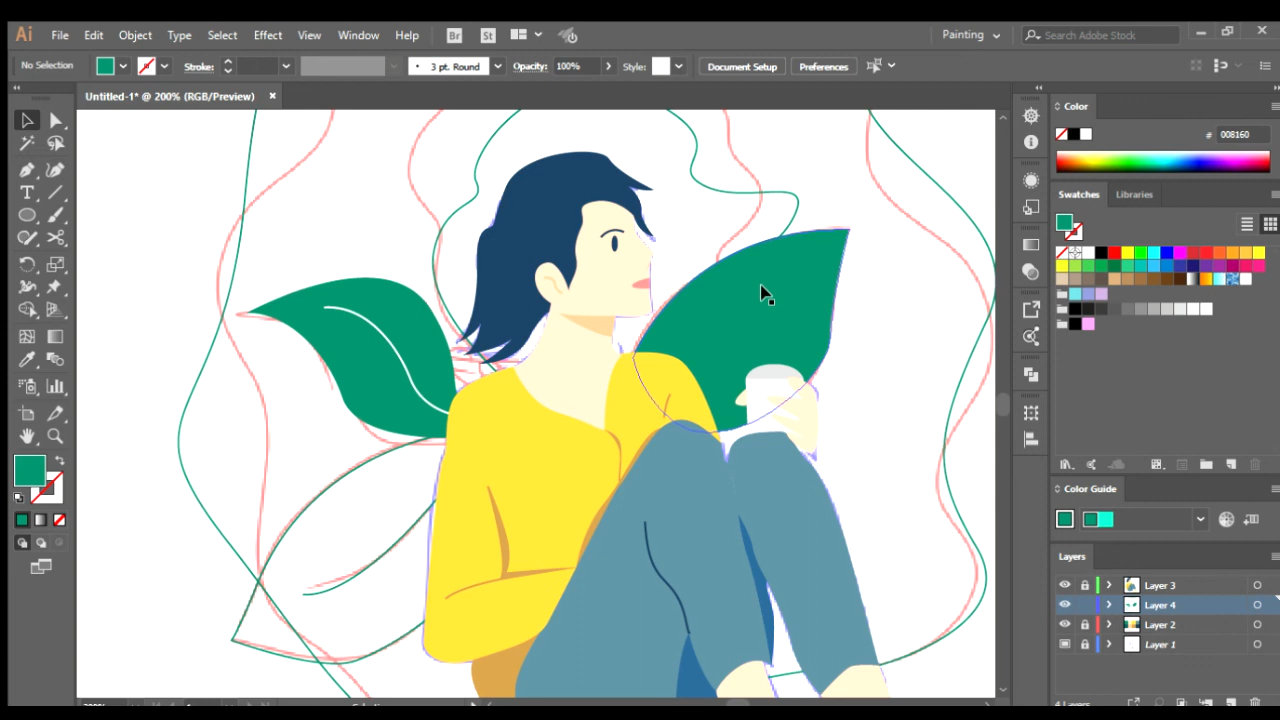 Ai File Edit Object Type Select Effect View Window Help Br St Painting Search Adobe Stock
No Selection Stroke: 3 pt. Round Opacity: 100% Style: Document Setup Preferences
Untitled-1* @ 200% (RGB/Preview) ×
Color
# 008160
Swatches Libraries
Color Guide
Layers
Layer 3
Layer 4
Layer 2
Layer 1